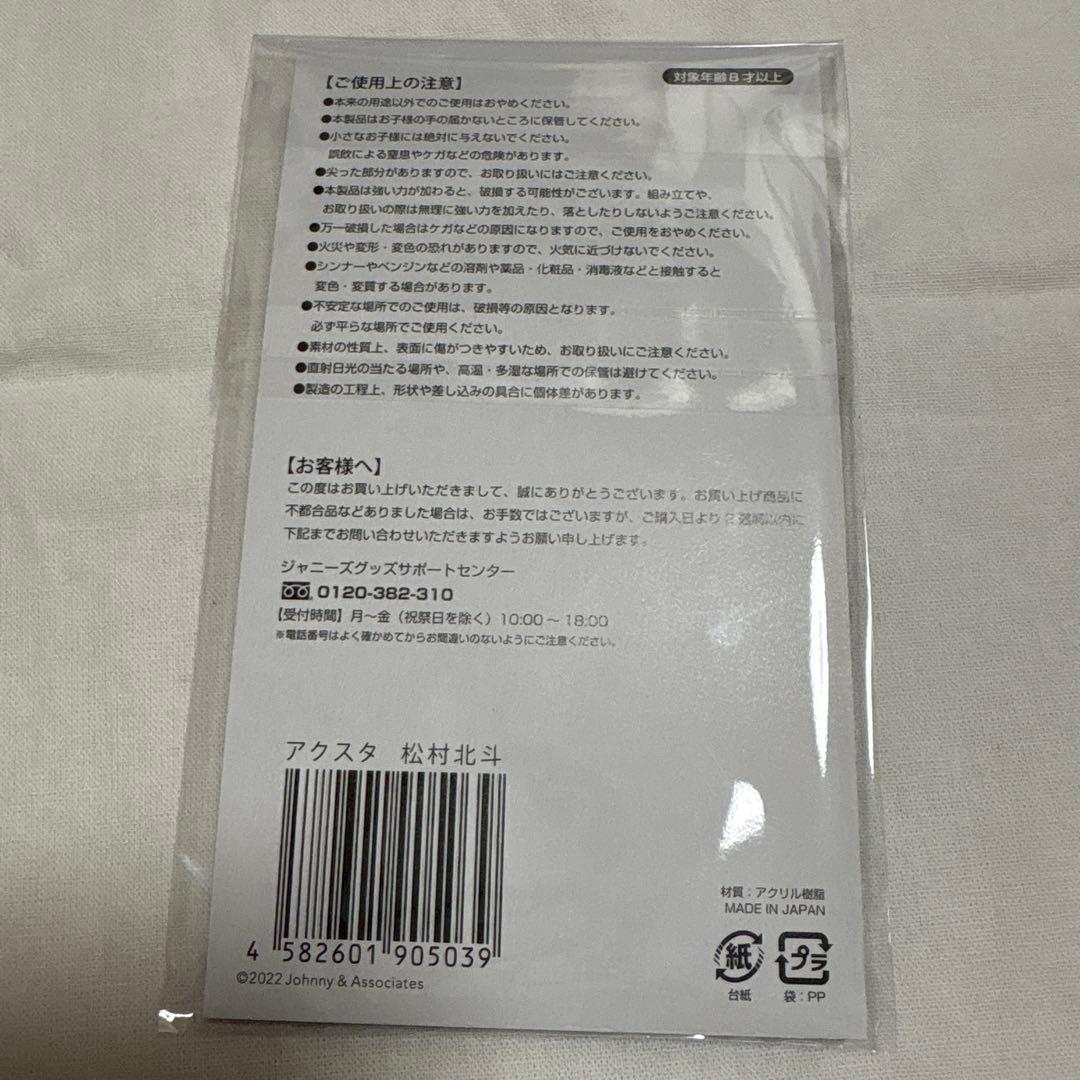 【ご使用上の注意】
対象年齢8才以上
●本来の用途以外でのご使用はおやめください。
●本製品はお子様の手の届かないところに保管してください。
●小さなお子様には絶対に与えないでください。
誤飲による窒息やケガなどの危険があります。
●尖った部分がありますので、お取り扱いにはご注意ください。
●本製品は強い力が加わると、破損する可能性がございます。組み立てや、
お取り扱いの際は無理に強い力を加えたり、落としたりしないようご注意ください。
●万一破損した場合はケガなどの原因になりますので、ご使用をおやめください。
●火災や変形・変色の恐れがありますので、火気に近づけないでください。
●シンナーやベンジンなどの溶剤や薬品・化粧品・消毒液などと接触すると
変色・変質する場合があります。
●不安定な場所でのご使用は、破損等の原因となります。
必ず平らな場所でご使用ください。
●素材の性質上、表面に傷がつきやすいため、お取り扱いにご注意ください。
●直射日光の当たる場所や、高温・多湿な場所での保管は避けてください。
●製造の工程上、形状や差し込みの具合に個体差があります。
【お客様へ】
この度はお買い上げいただきまして、誠にありがとうございます。お買い上げ商品に
不都合品などありました場合は、お手数ではございますが、ご購入日より2週間以内に
下記までお問い合わせいただきますようお願い申し上げます。
ジャニーズグッズサポートセンター
0120-382-310
【受付時間】月〜金（祝祭日を除く）10:00〜18:00
※電話番号はよく確かめてからお間違いのないようにご注意ください。
アクスタ 松村北斗
4 582601 905039
©2022 Johnny & Associates
材質：アクリル樹脂
MADE IN JAPAN
紙 プラ
台紙 袋：PP